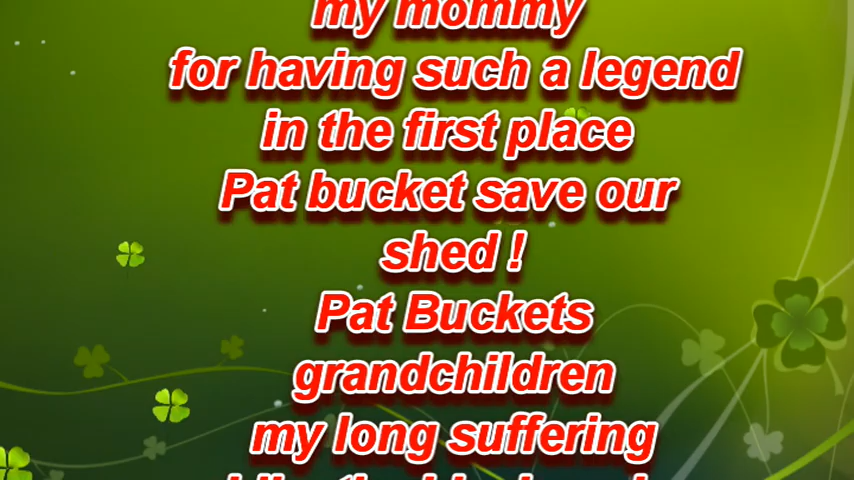 my mommy
for having such a legend
in the first place
Pat bucket save our
shed !
Pat Buckets
grandchildren
my long suffering